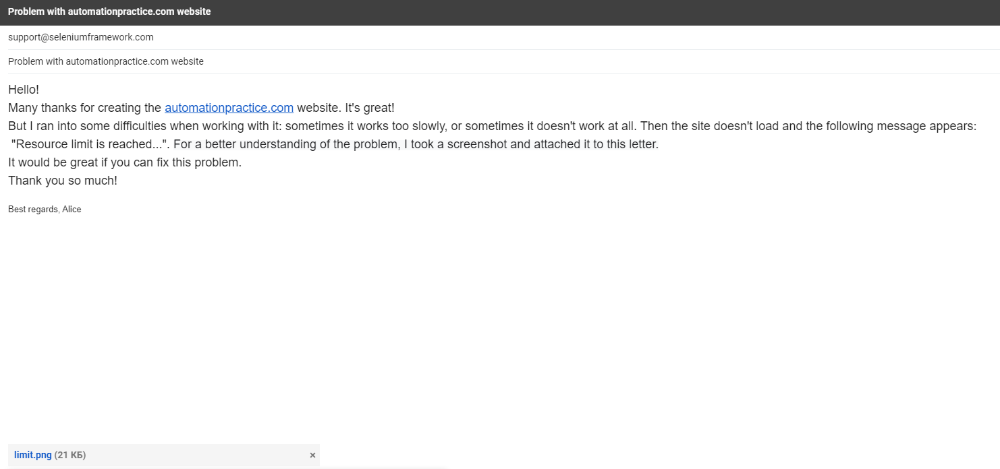 Problem with automationpractice.com website
support@seleniumframework.com
Problem with automationpractice.com website
Hello!
Many thanks for creating the automationpractice.com website. It's great!
But I ran into some difficulties when working with it: sometimes it works too slowly, or sometimes it doesn't work at all. Then the site doesn't load and the following message appears:
"Resource limit is reached...". For a better understanding of the problem, I took a screenshot and attached it to this letter.
It would be great if you can fix this problem.
Thank you so much!
Best regards, Alice
limit.png (21 КБ) ×